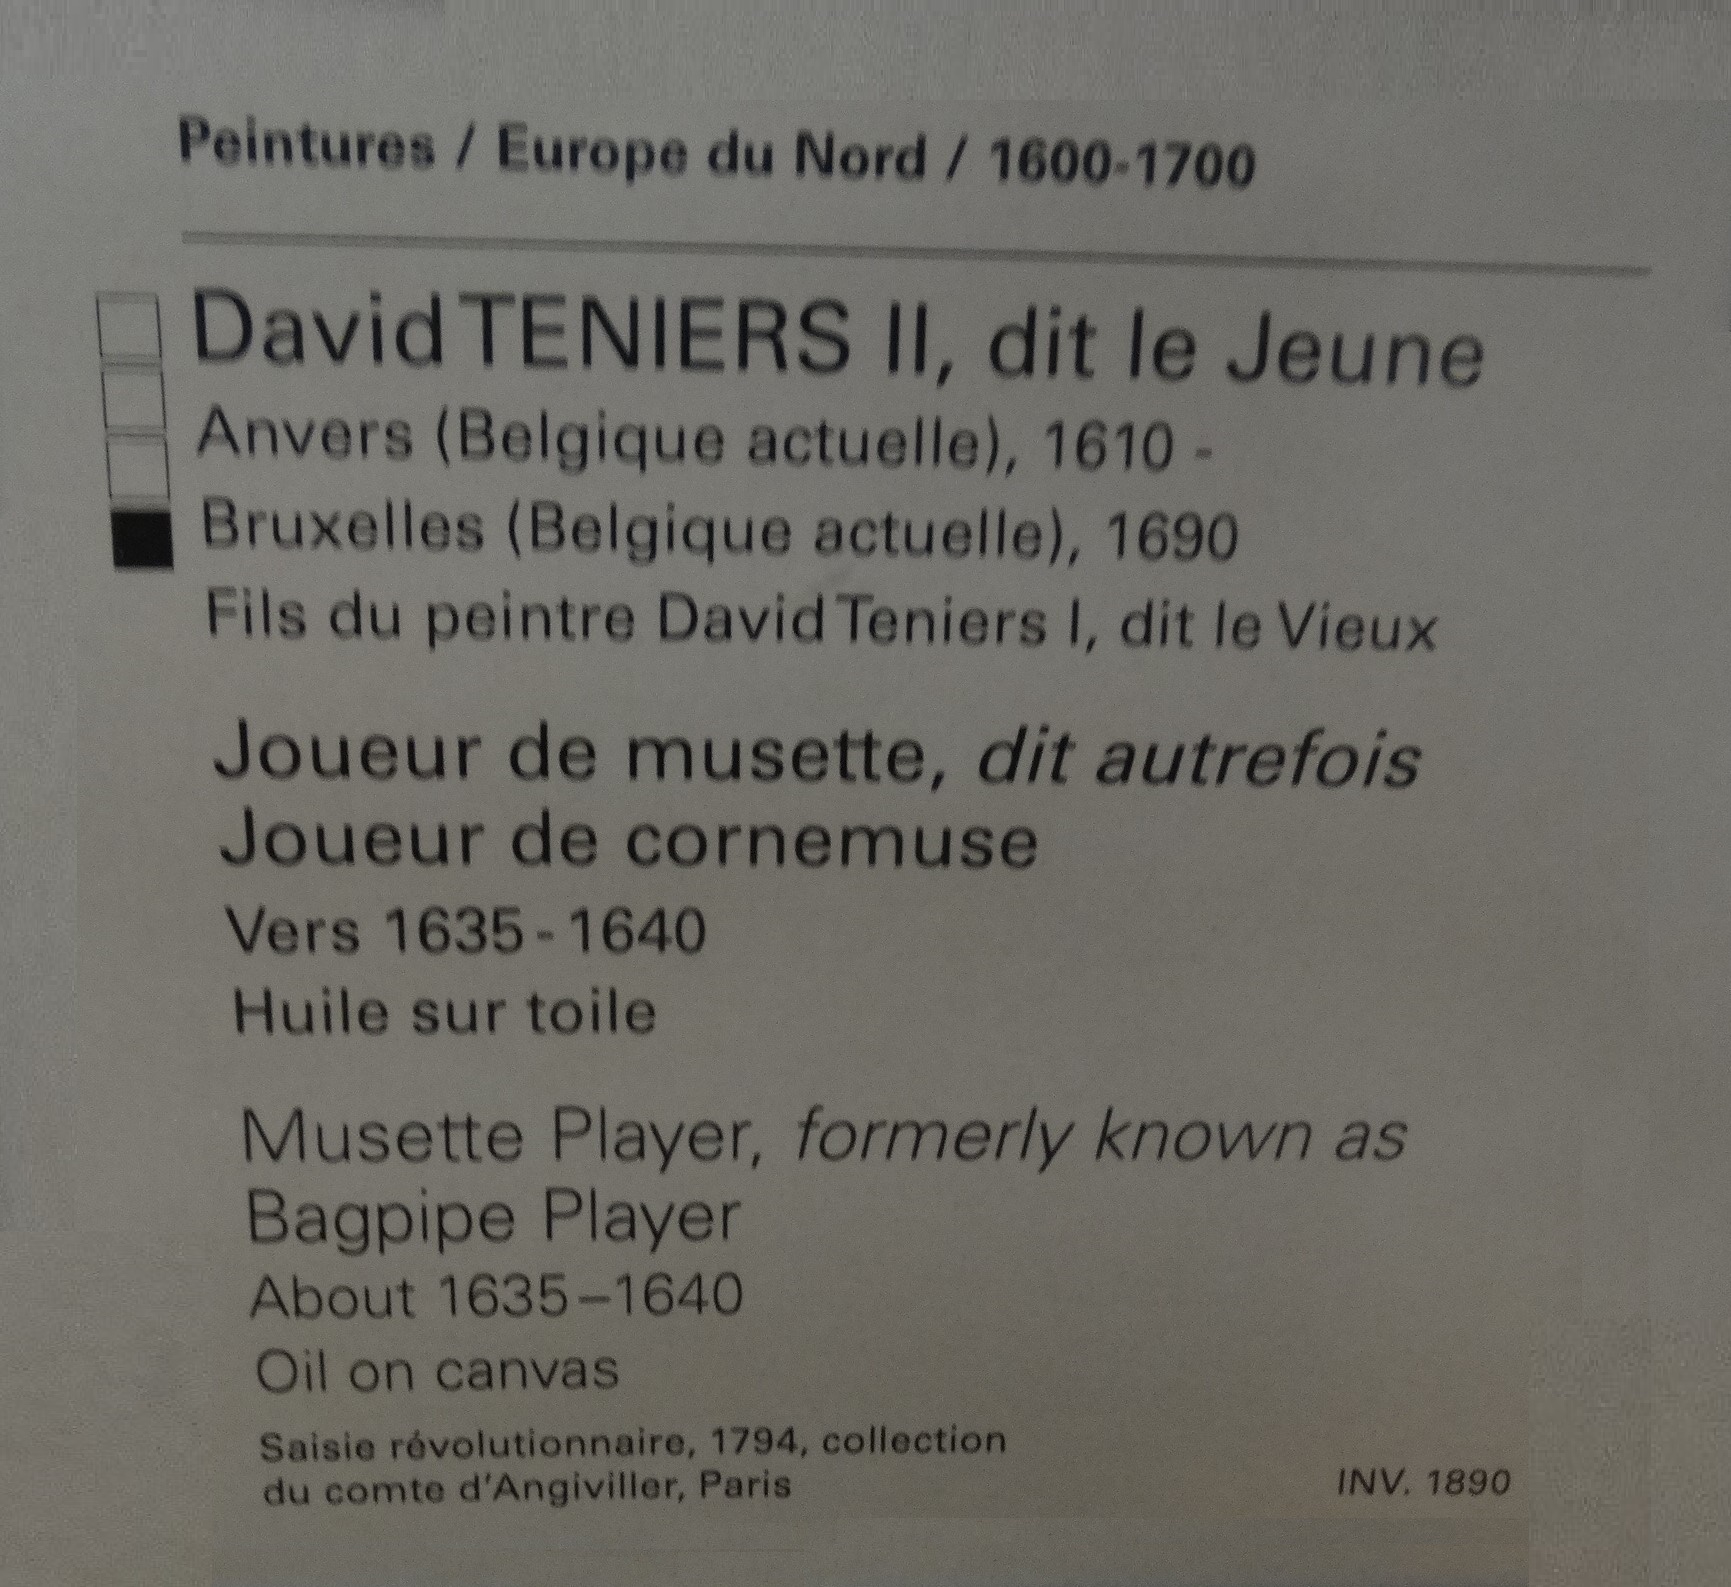 Peintures / Europe du Nord / 1600-1700
David TENIERS II, dit le Jeune
Anvers (Belgique actuelle), 1610 -
Bruxelles (Belgique actuelle), 1690
Fils du peintre David Teniers I, dit le Vieux
Joueur de musette, dit autrefois
Joueur de cornemuse
Vers 1635 - 1640
Huile sur toile
Musette Player, formerly known as
Bagpipe Player
About 1635–1640
Oil on canvas
Saisie révolutionnaire, 1794, collection
du comte d'Angiviller, Paris
INV. 1890